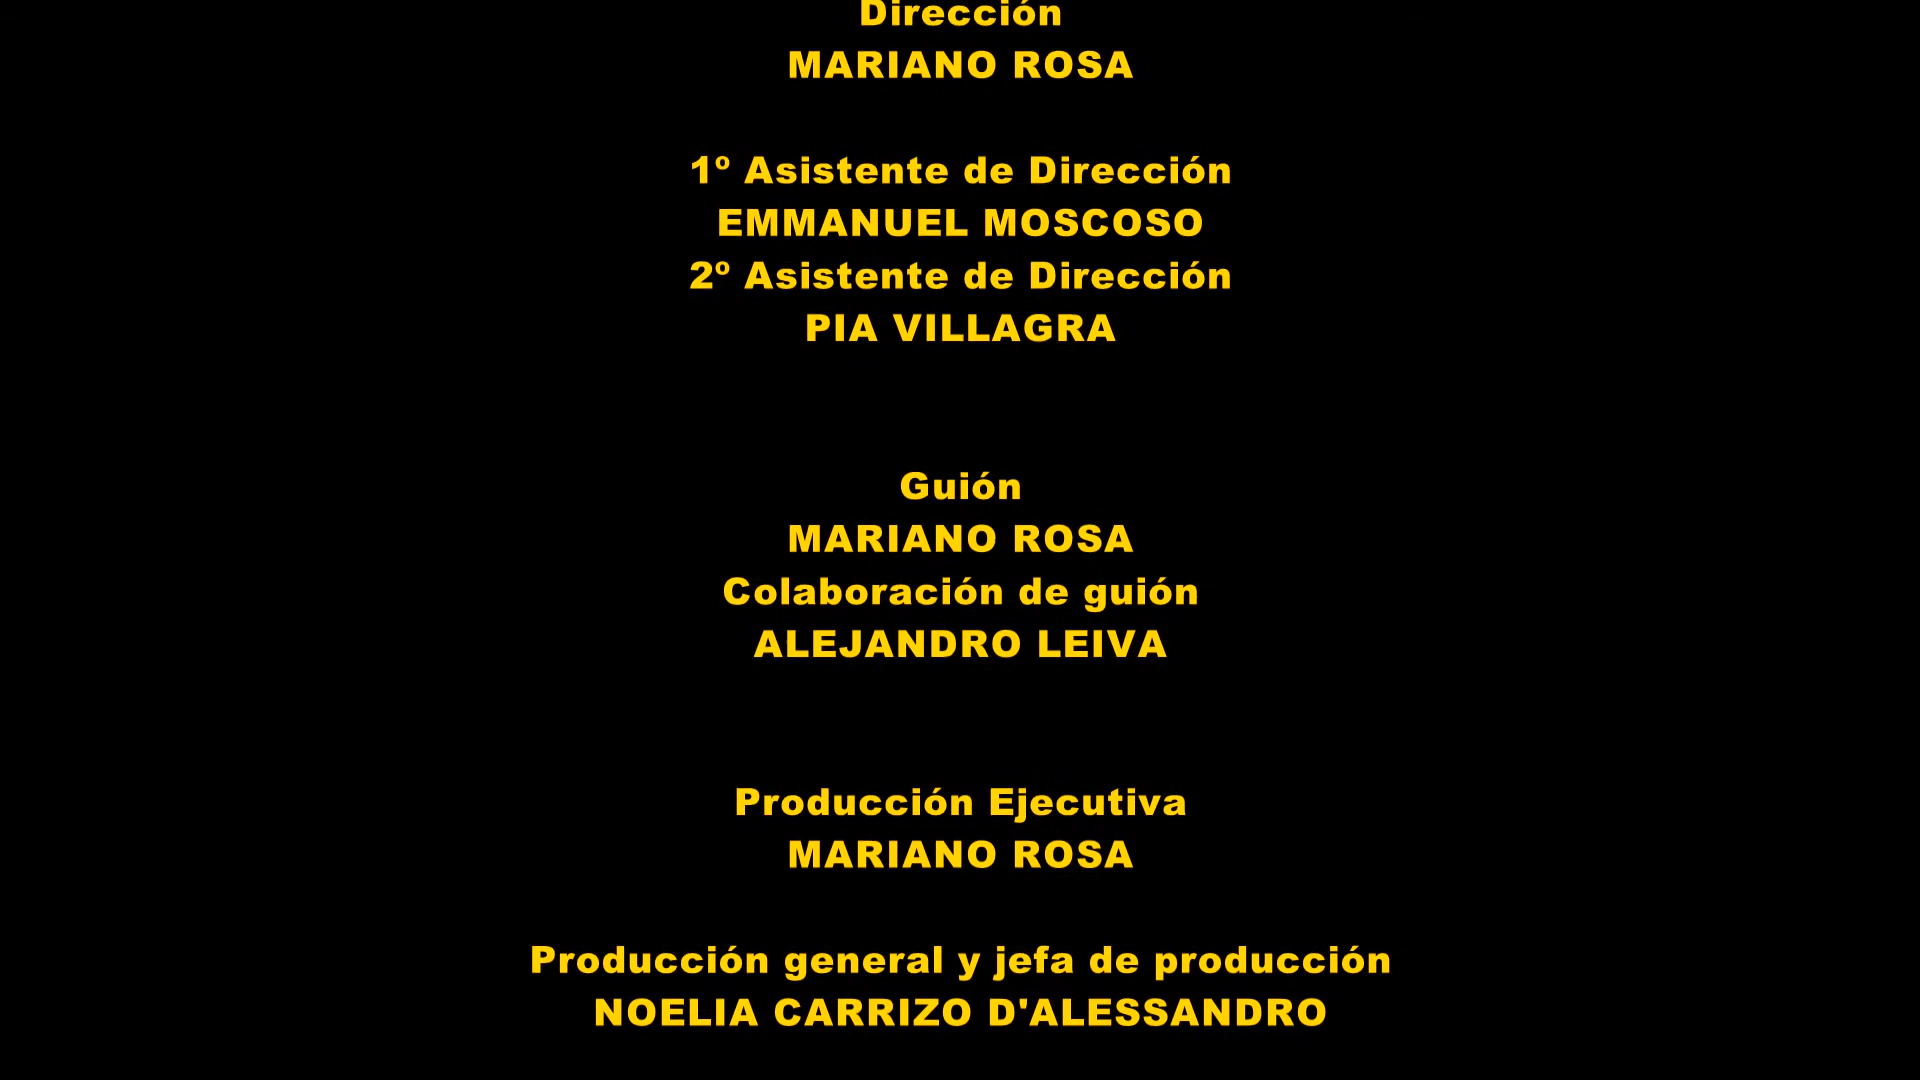 Dirección
MARIANO ROSA
1º Asistente de Dirección
EMMANUEL MOSCOSO
2º Asistente de Dirección
PIA VILLAGRA
Guión
MARIANO ROSA
Colaboración de guión
ALEJANDRO LEIVA
Producción Ejecutiva
MARIANO ROSA
Producción general y jefa de producción
NOELIA CARRIZO D'ALESSANDRO